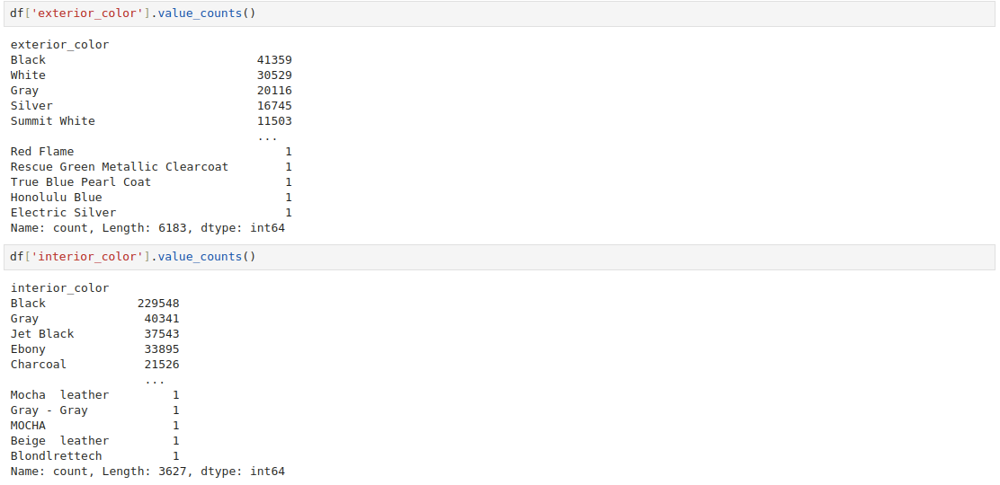 df['exterior_color'].value_counts()
exterior_color
Black 41359
White 30529
Gray 20116
Silver 16745
Summit White 11503
...
Red Flame 1
Rescue Green Metallic Clearcoat 1
True Blue Pearl Coat 1
Honolulu Blue 1
Electric Silver 1
Name: count, Length: 6183, dtype: int64
df['interior_color'].value_counts()
interior_color
Black 229548
Gray 40341
Jet Black 37543
Ebony 33895
Charcoal 21526
...
Mocha  leather 1
Gray - Gray 1
MOCHA 1
Beige  leather 1
Blondlrettech 1
Name: count, Length: 3627, dtype: int64